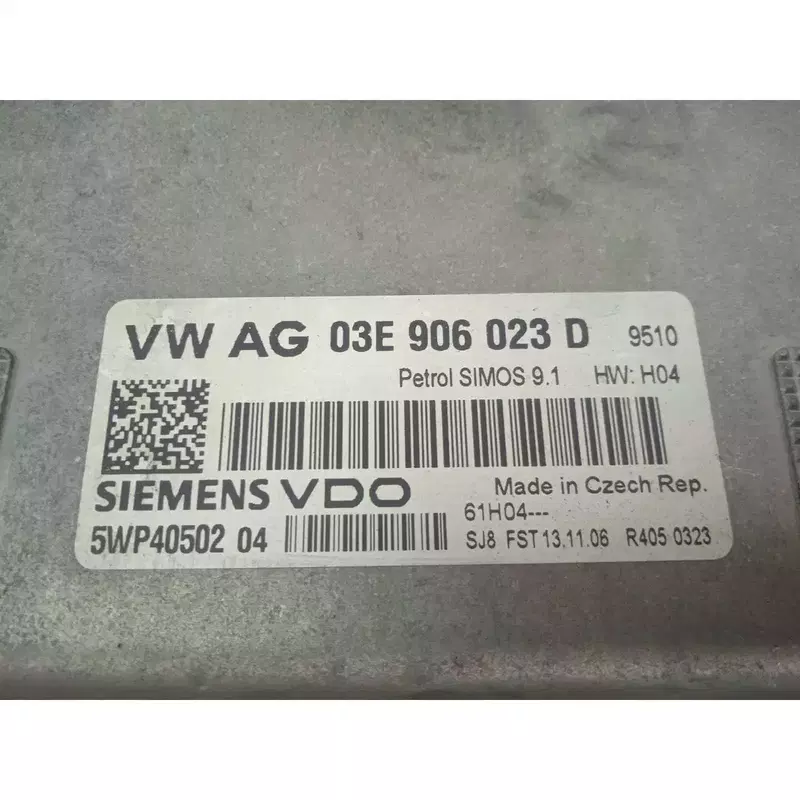 VW AG 03E 906 023 D 9510
Petrol SIMOS 9.1 HW: H04
SIEMENS VDO Made in Czech Rep.
61H04---
5WP40502 04 SJ8 FST 13.11.06 R405 0323